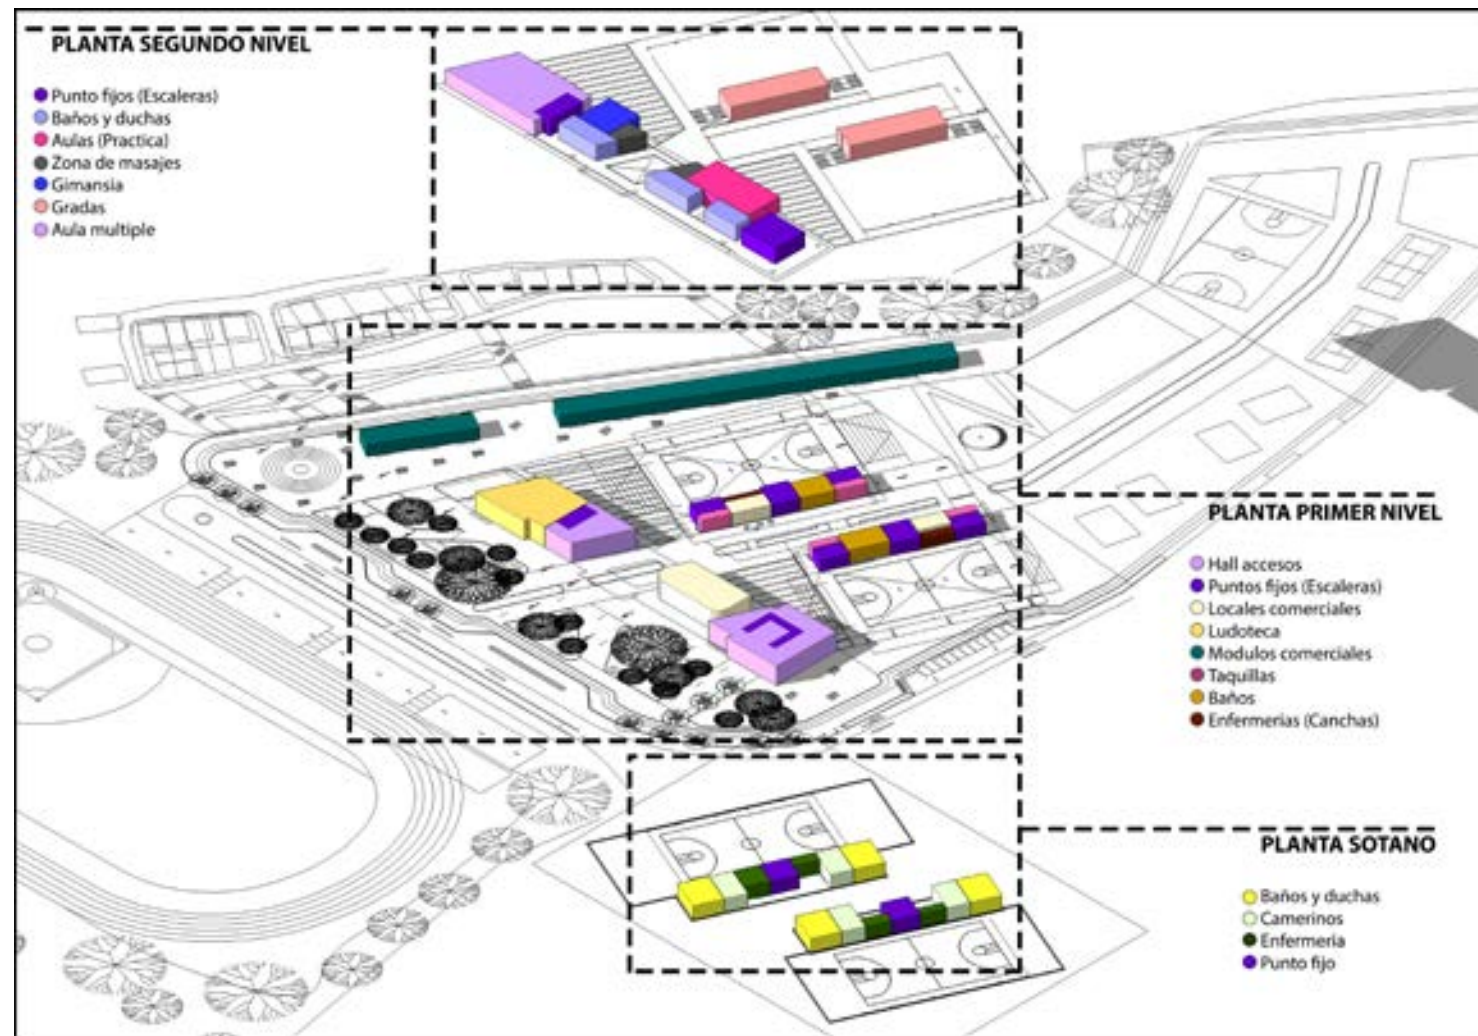 PLANTA SEGUNDO NIVEL
Punto fijos (Escaleras)
Baños y duchas
Aulas (Practica)
Zona de masajes
Gimansia
Gradas
Aula multiple
PLANTA PRIMER NIVEL
Hall accesos
Puntos fijos (Escaleras)
Locales comerciales
Ludoteca
Modulos comerciales
Taquillas
Baños
Enfermerias (Canchas)
PLANTA SOTANO
Baños y duchas
Camerinos
Enfermeria
Punto fijo